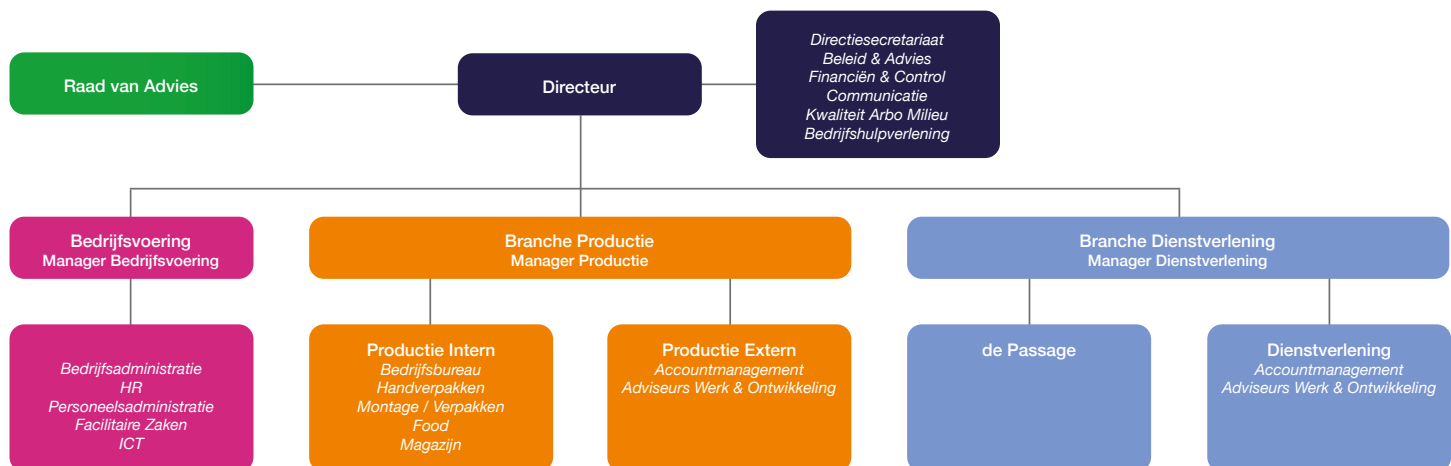 Raad van Advies
Directeur
Directiesecretariaat
Beleid & Advies
Financiën & Control
Communicatie
Kwaliteit Arbo Milieu
Bedrijfshulpverlening
Bedrijfsvoering
Manager Bedrijfsvoering
Branche Productie
Manager Productie
Branche Dienstverlening
Manager Dienstverlening
Bedrijfsadministratie
HR
Personeelsadministratie
Facilitaire Zaken
ICT
Productie Intern
Bedrijfsbureau
Handverpakken
Montage / Verpakken
Food
Magazijn
Productie Extern
Accountmanagement
Adviseurs Werk & Ontwikkeling
de Passage
Dienstverlening
Accountmanagement
Adviseurs Werk & Ontwikkeling